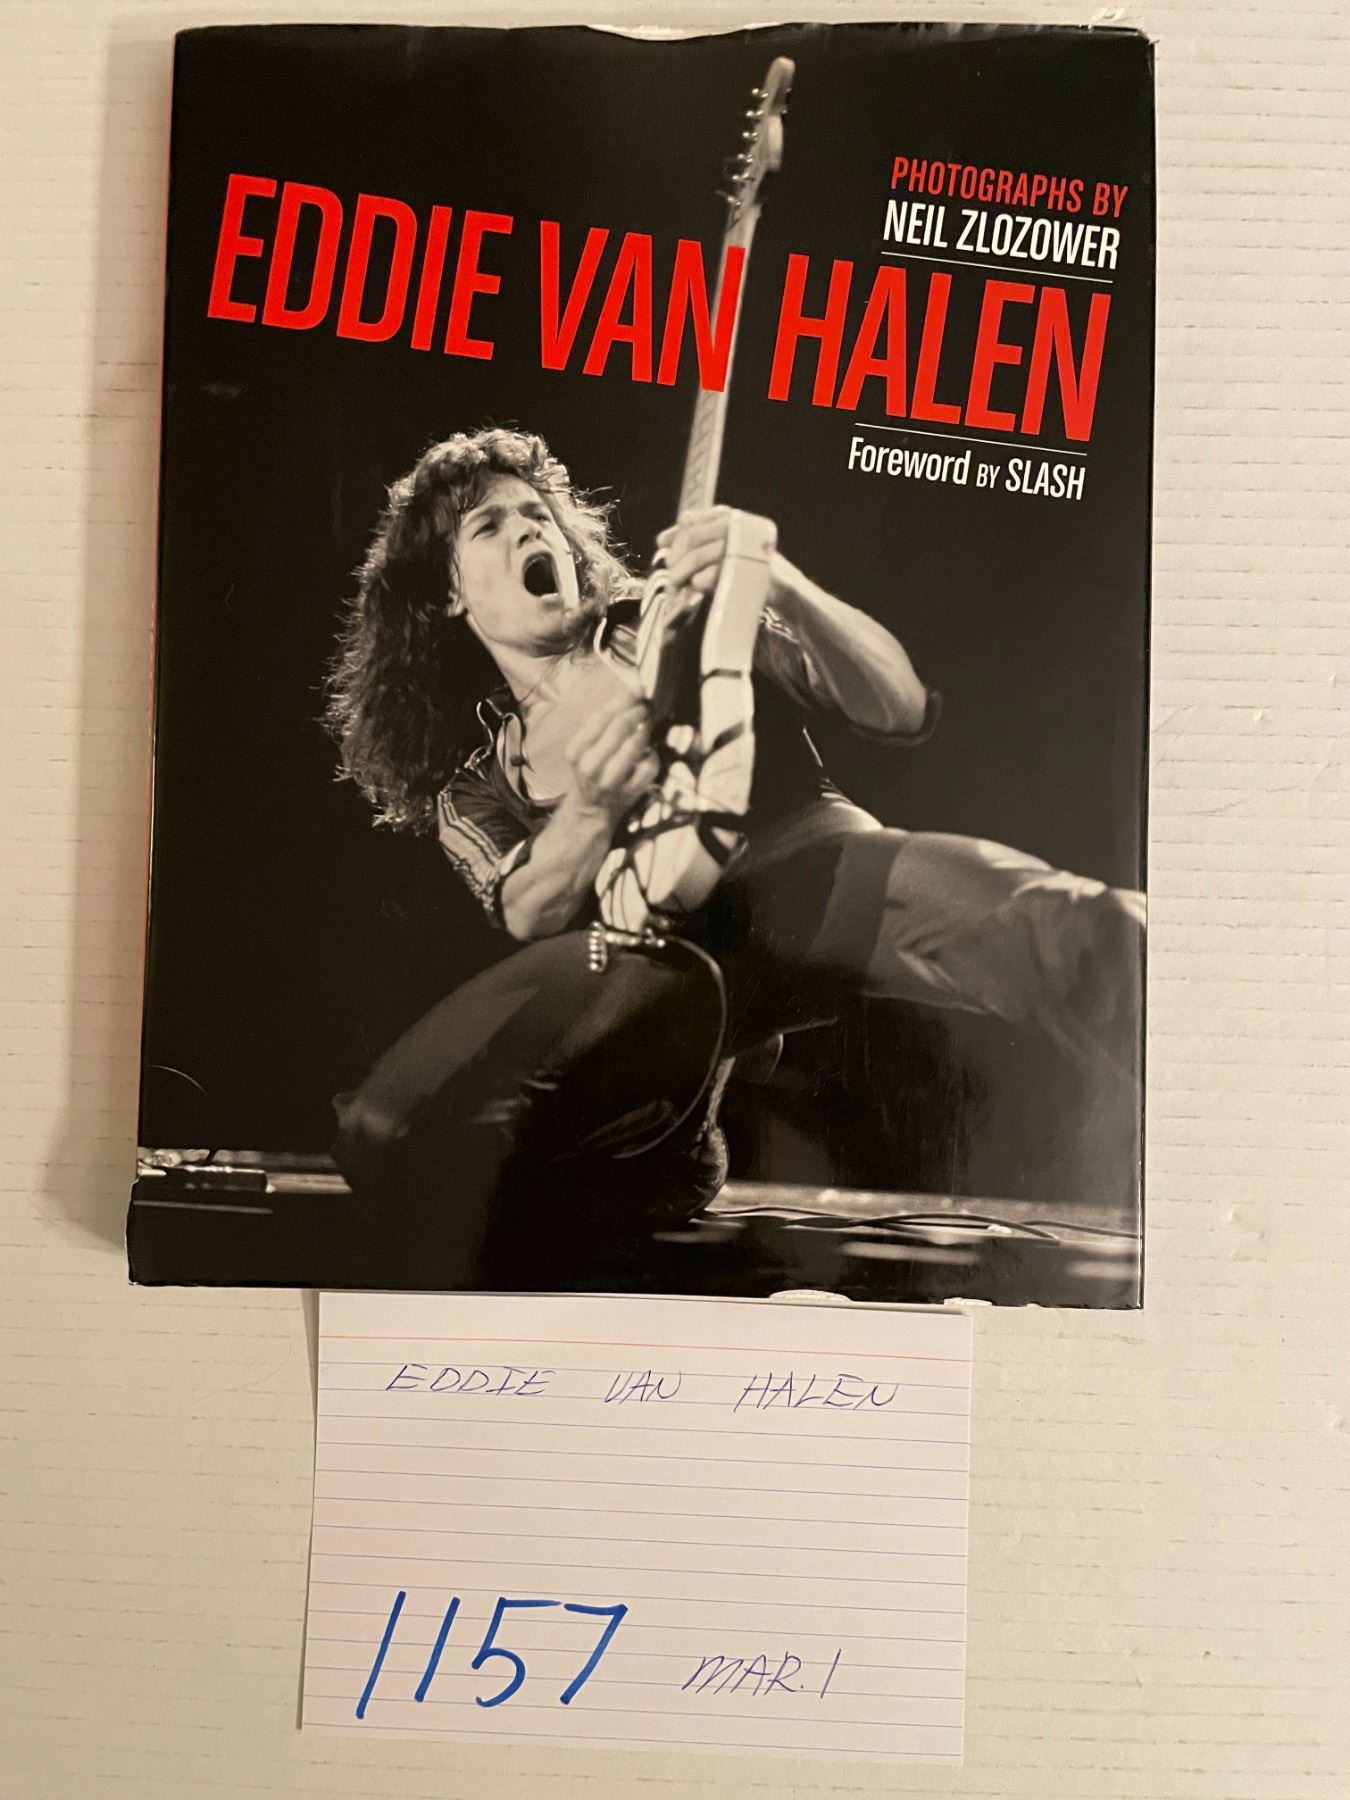 PHOTOGRAPHS BY
NEIL ZLOZOWER
EDDIE VAN HALEN
Foreword BY SLASH
EDDIE VAN HALEN
1157 MAR. 1